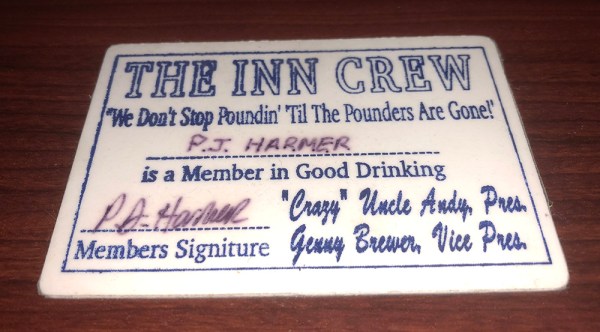 THE INN CREW
"We Don't Stop Poundin' 'Til The Pounders Are Gone!'
P.J. HARMER
is a Member in Good Drinking
P.A. Harmer
"Crazy" Uncle Andy, Pres.
Members Signiture
Genny Brewer, Vice Pres.